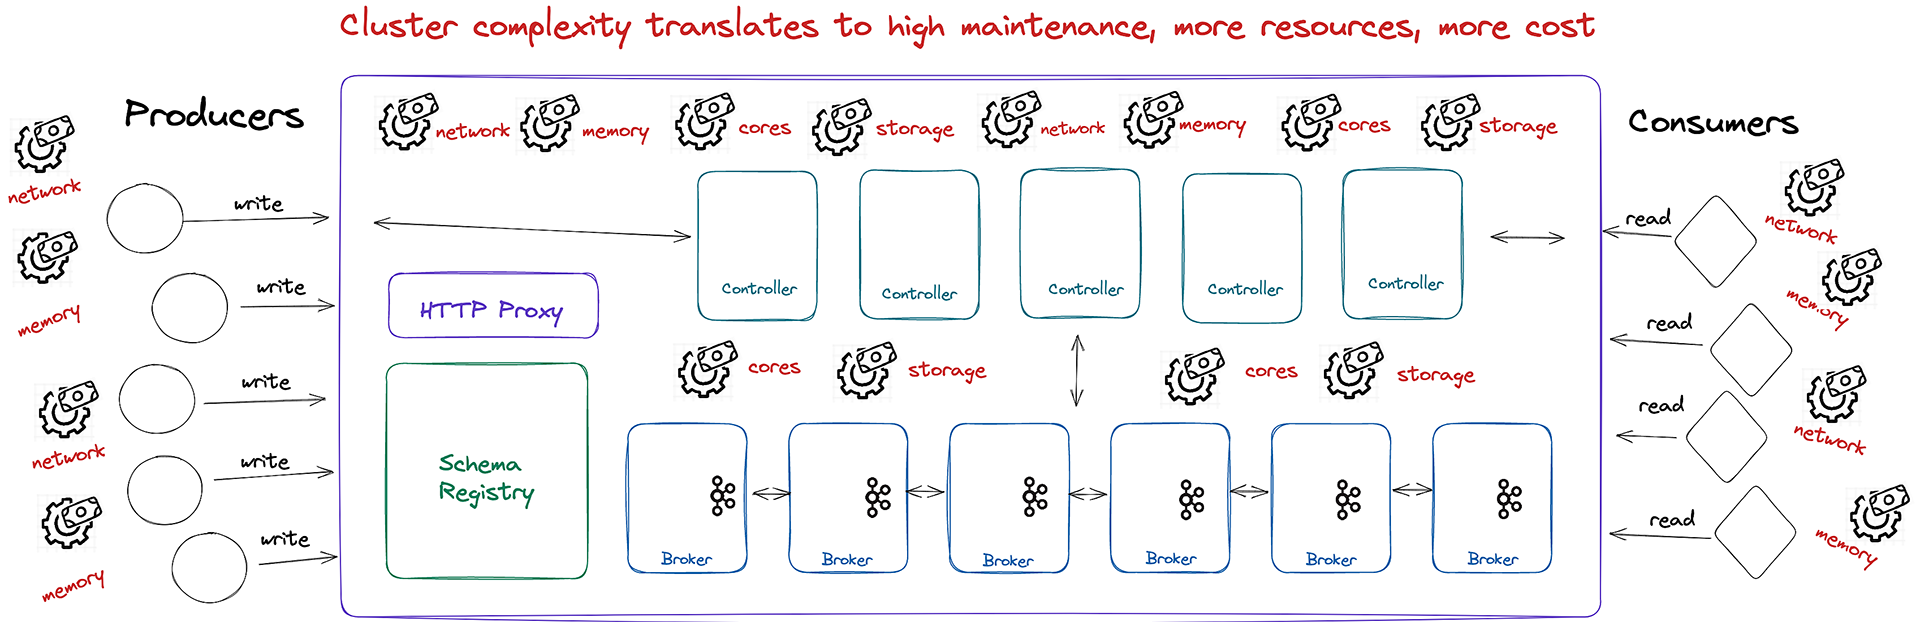 Cluster complexity translates to high maintenance, more resources, more cost
Producers
network
memory
network
memory
write
write
write
write
write
network
memory
cores
storage
network
memory
cores
storage
Controller
Controller
Controller
Controller
Controller
HTTP Proxy
cores
storage
cores
storage
Schema
Registry
Broker
Broker
Broker
Broker
Broker
Broker
Consumers
read
read
read
read
network
memory
network
memory